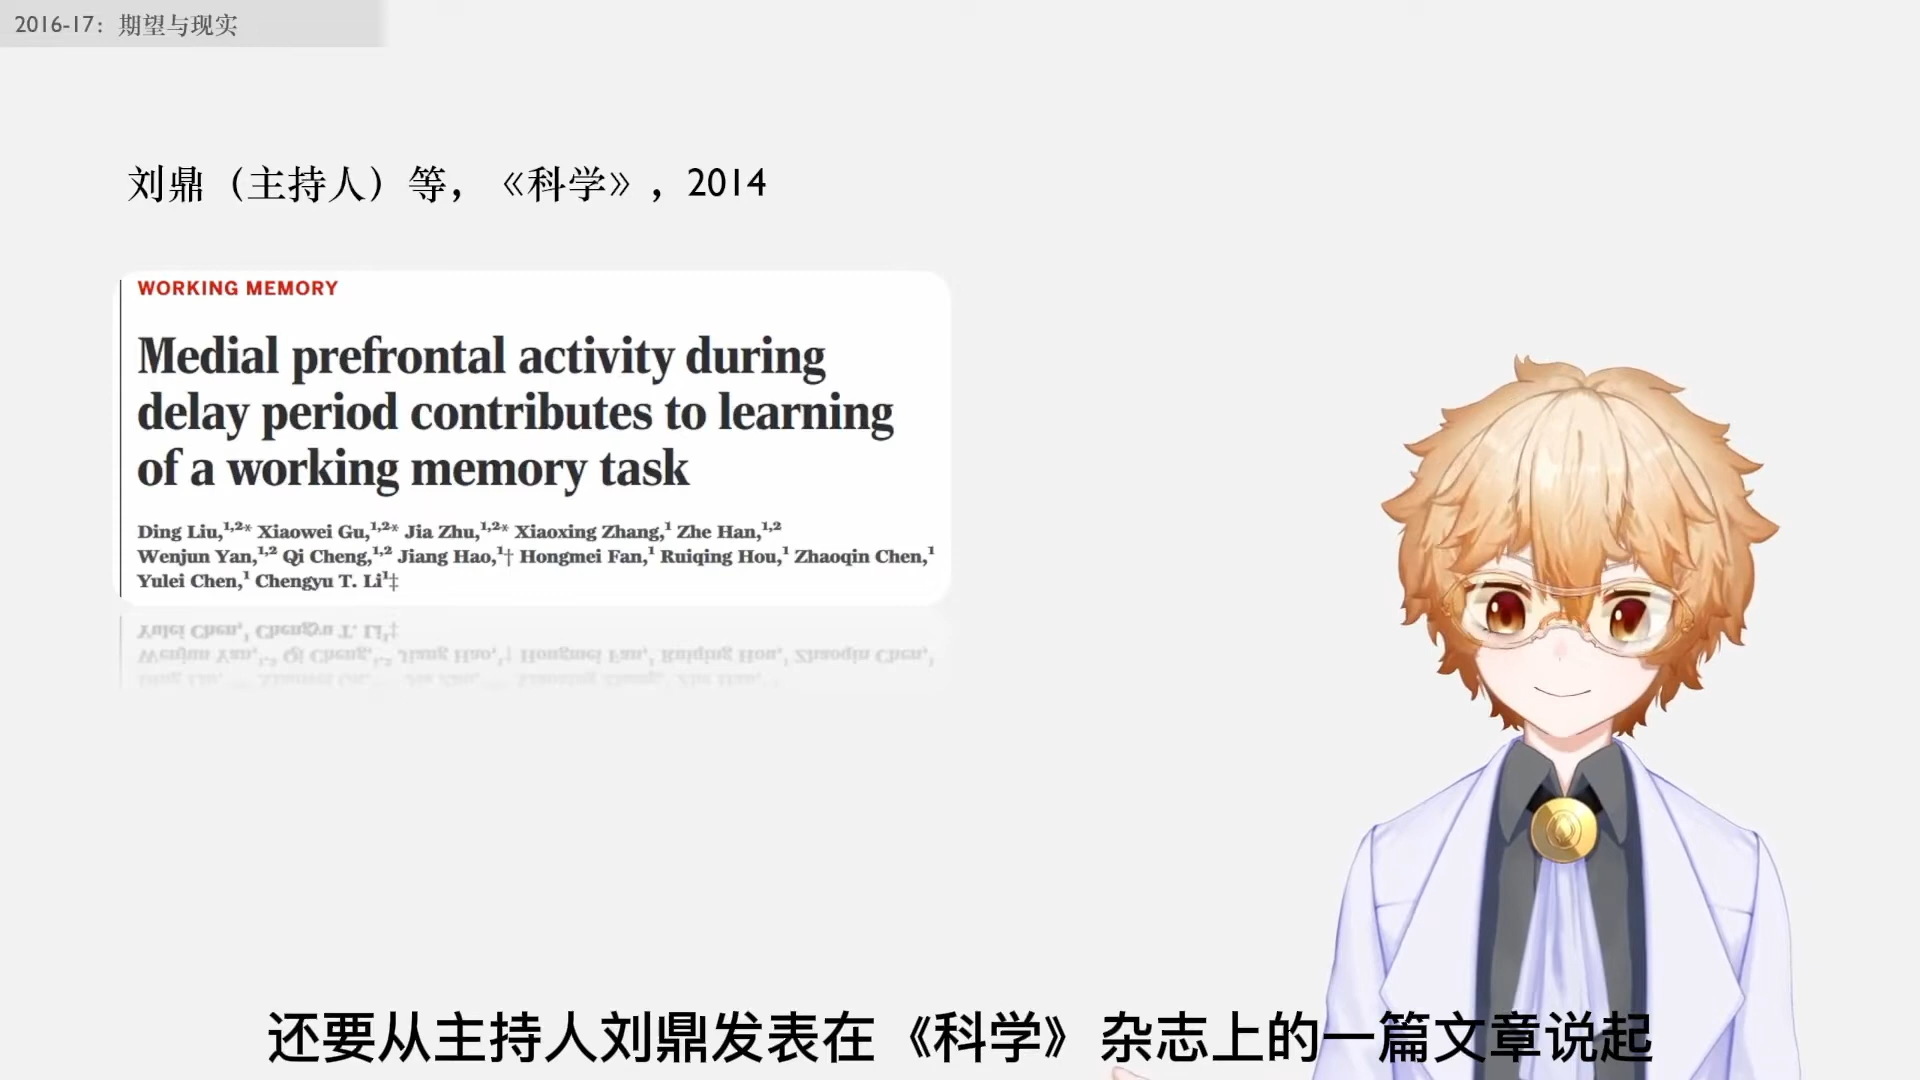 2016-17：期望与现实
刘鼎（主持人）等，《科学》，2014
WORKING MEMORY
Medial prefrontal activity during
delay period contributes to learning
of a working memory task
Ding Liu,¹,²* Xiaowei Gu,¹,²* Jia Zhu,¹,²* Xiaoxing Zhang,¹ Zhe Han,¹,²
Wenjun Yan,¹,² Qi Cheng,¹,² Jiang Hao,¹† Hongmei Fan,¹ Ruiqing Hou,¹ Zhaoqin Chen,¹
Yulei Chen,¹ Chengyu T. Li¹‡
还要从主持人刘鼎发表在《科学》杂志上的一篇文章说起